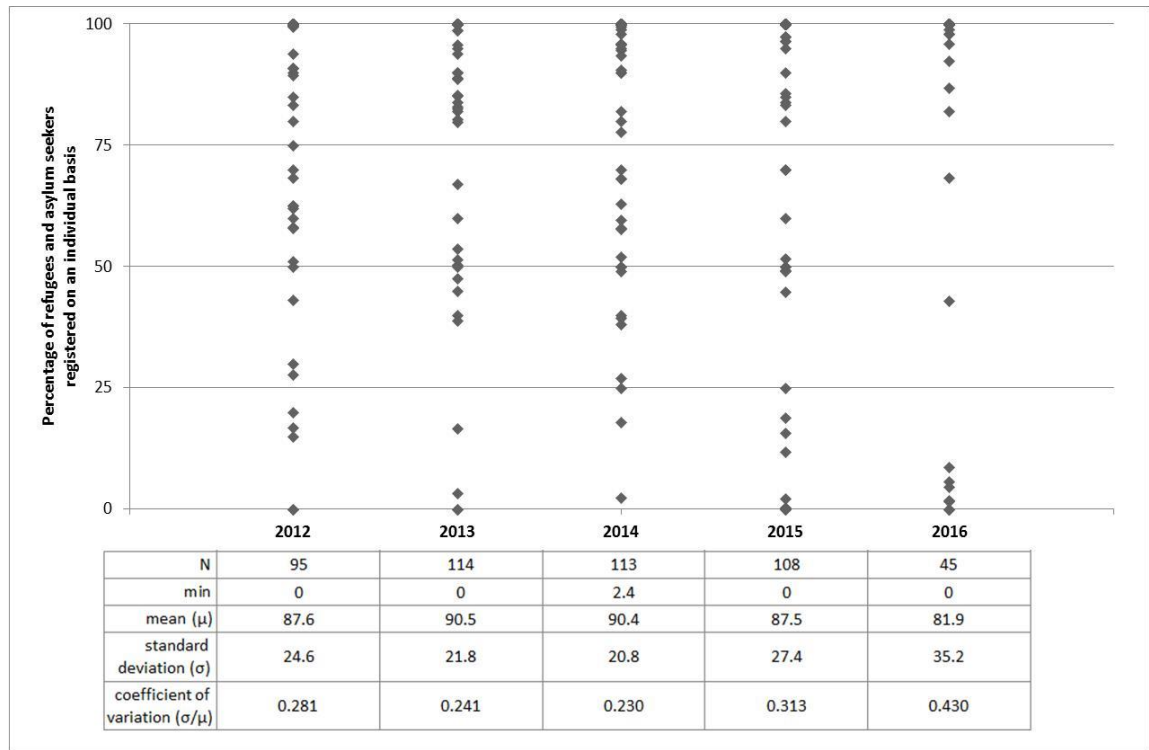 Percentage of refugees and asylum seekers
registered on an individual basis
100
75
50
25
0
2012 2013 2014 2015 2016
N 95 114 113 108 45
min 0 0 2.4 0 0
mean (μ) 87.6 90.5 90.4 87.5 81.9
standard
deviation (σ) 24.6 21.8 20.8 27.4 35.2
coefficient of
variation (σ/μ) 0.281 0.241 0.230 0.313 0.430